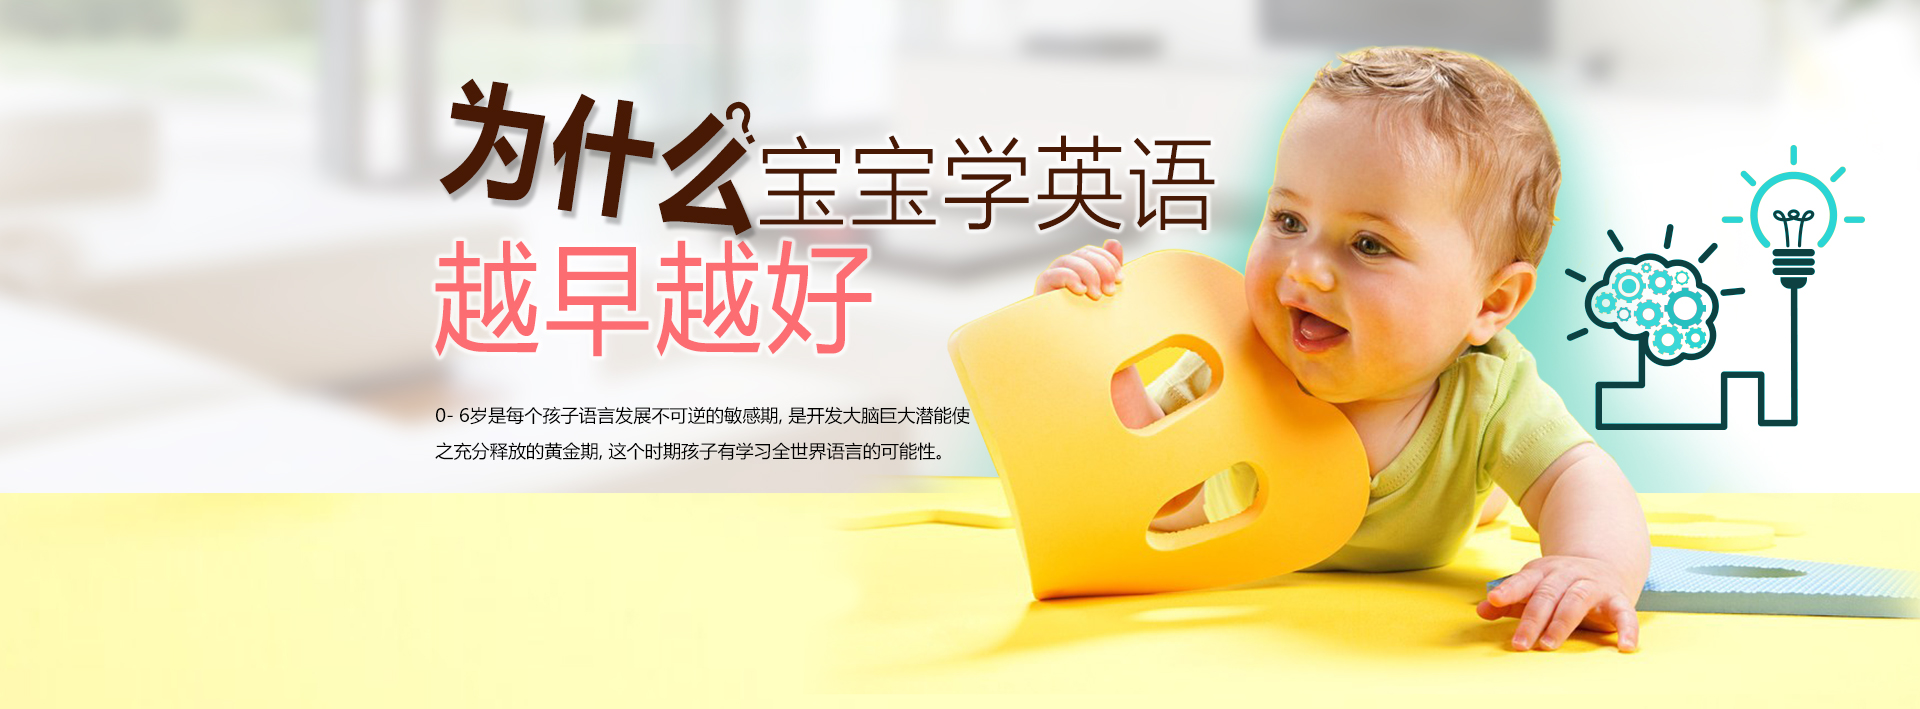 为什么?宝宝学英语
越早越好
0- 6岁是每个孩子语言发展不可逆的敏感期, 是开发大脑巨大潜能使
之充分释放的黄金期, 这个时期孩子有学习全世界语言的可能性。